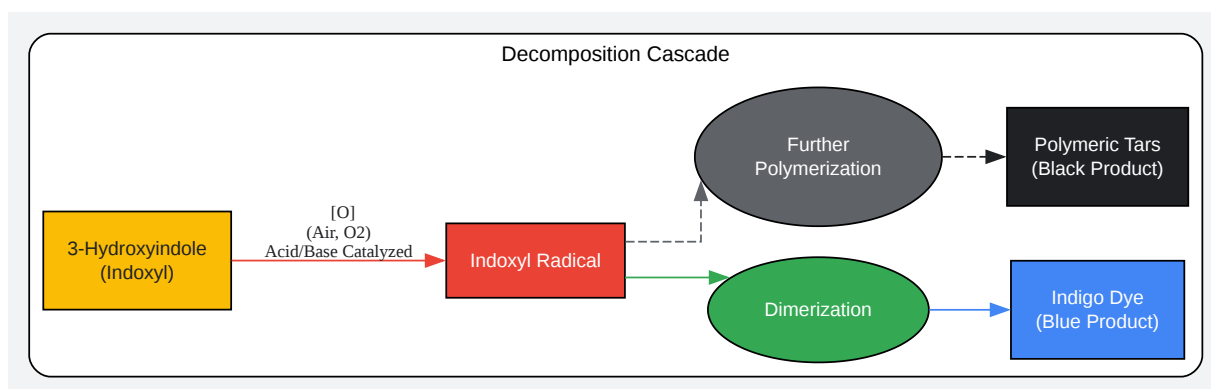 Decomposition Cascade
3-Hydroxyindole
(Indoxyl)
[O]
(Air, O2)
Acid/Base Catalyzed
Indoxyl Radical
Further
Polymerization
Polymeric Tars
(Black Product)
Dimerization
Indigo Dye
(Blue Product)